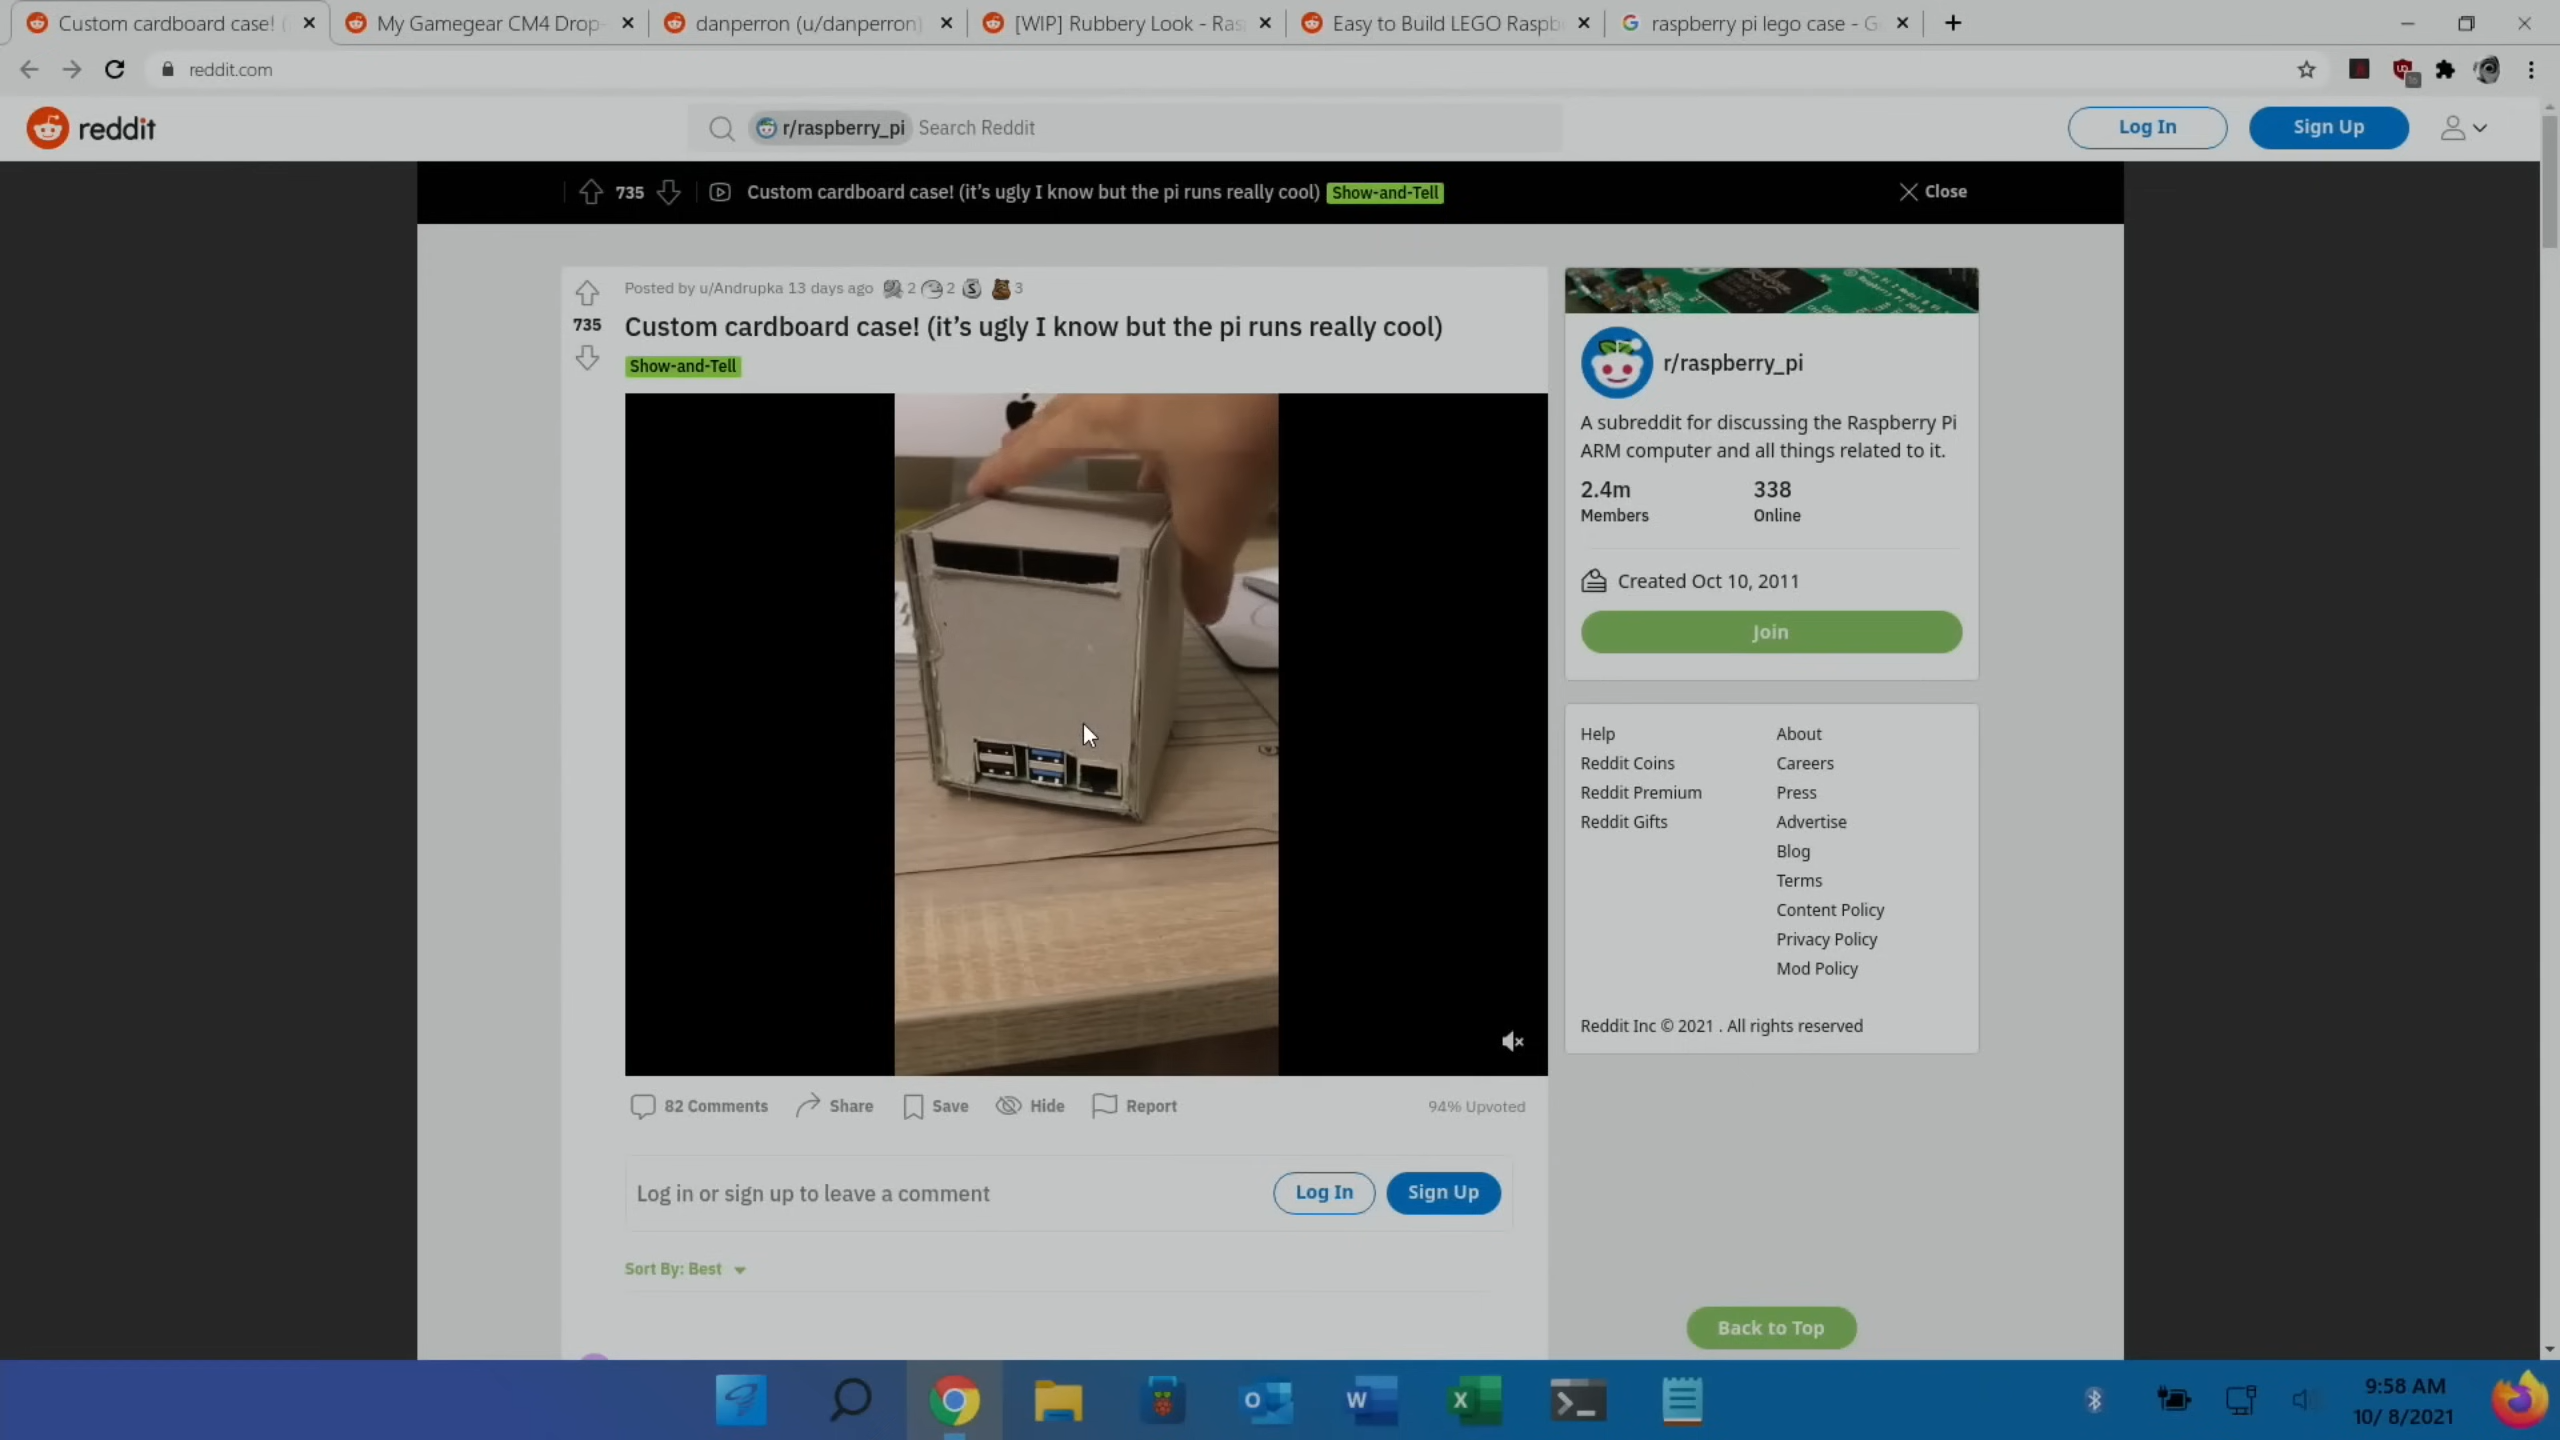 Custom cardboard case! (
My Gamegear CM4 Drop-
danperron (u/danperron)
[WIP] Rubbery Look - Ras
Easy to Build LEGO Raspb
raspberry pi lego case - G
reddit.com
reddit
r/raspberry_pi Search Reddit
Log In
Sign Up
735
Custom cardboard case! (it's ugly I know but the pi runs really cool) Show-and-Tell
Close
Posted by u/Andrupka 13 days ago 2 2 S 3
735
Custom cardboard case! (it's ugly I know but the pi runs really cool)
Show-and-Tell
r/raspberry_pi
A subreddit for discussing the Raspberry Pi
ARM computer and all things related to it.
2.4m
338
Members
Online
Created Oct 10, 2011
Join
Help
About
Reddit Coins
Careers
Reddit Premium
Press
Reddit Gifts
Advertise
Blog
Terms
Content Policy
Privacy Policy
Mod Policy
Reddit Inc © 2021 . All rights reserved
82 Comments
Share
Save
Hide
Report
94% Upvoted
Log in or sign up to leave a comment
Log In
Sign Up
Sort By: Best
Back to Top
O
W
X
9:58 AM
10/ 8/2021